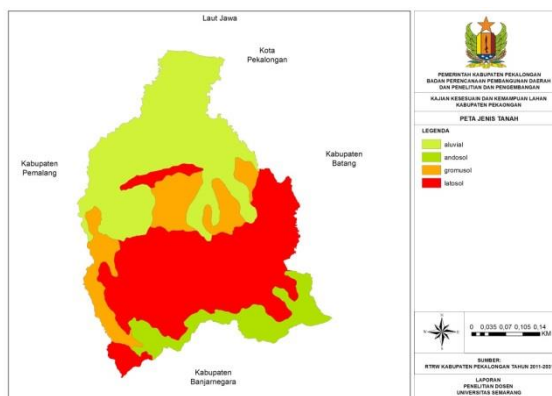 Laut Jawa
Kota
Pekalongan
Kabupaten
Pemalang
Kabupaten
Batang
Kabupaten
Banjarnegara
PEMERINTAH KABUPATEN PEKALONGAN
BADAN PERENCANAAN PEMBANGUNAN DAERAH
DAN PENELITIAN DAN PENGEMBANGAN
KAJIAN KESESUAIN DAN KEMAMPUAN LAHAN
KABUPATEN PEKAONGAN
PETA JENIS TANAH
LEGENDA
aluvial
andosol
gromusol
latosol
0 0,035 0,07 0,105 0,14
KM
SUMBER:
RTRW KABUPATEN PEKALONGAN TAHUN 2011-2031
LAPORAN
PENELITIAN DOSEN
UNIVERSITAS SEMARANG